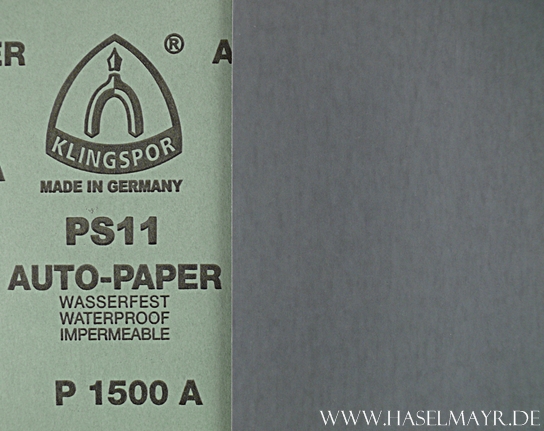 ER
A
®
KLINGSPOR
MADE IN GERMANY
PS11
AUTO-PAPER
WASSERFEST
WATERPROOF
IMPERMEABLE
P 1500 A
WWW.HASELMAYR.DE